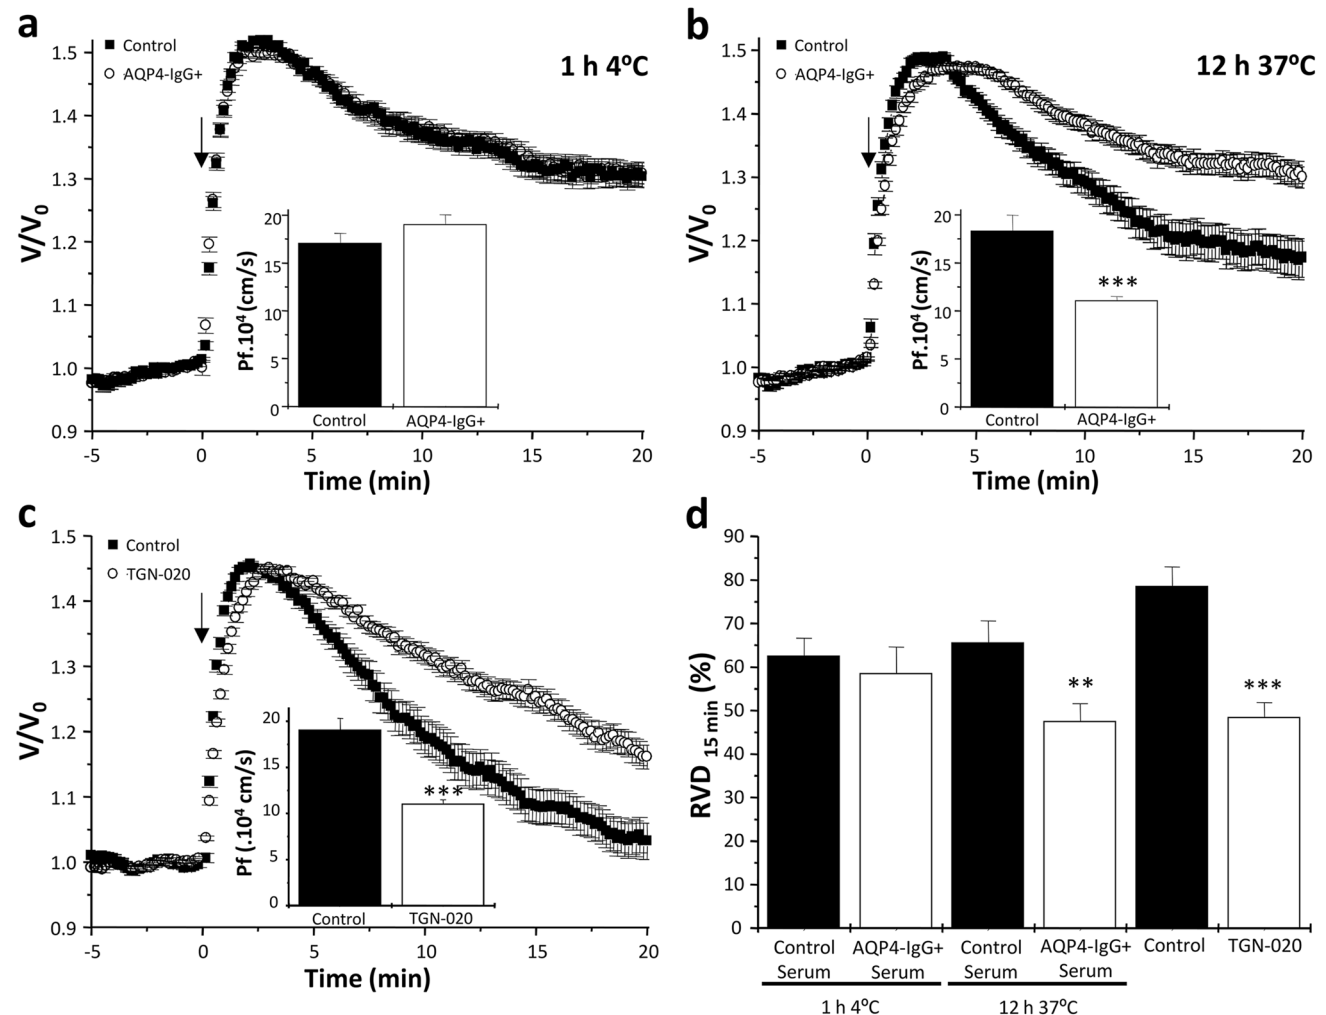 a
Control
AQP4-IgG+
1 h 4ºC
1.5
1.4
1.3
1.2
1.1
1.0
0.9
V/V0
-5
0
5
10
15
20
Time (min)
Pf.10⁴ (cm/s)
20
15
10
5
0
Control
AQP4-IgG+
b
Control
AQP4-IgG+
12 h 37ºC
1.5
1.4
1.3
1.2
1.1
1.0
0.9
V/V0
-5
0
5
10
15
20
Time (min)
Pf.10⁴ (cm/s)
20
15
10
5
0
***
Control
AQP4-IgG+
c
Control
TGN-020
1.5
1.4
1.3
1.2
1.1
1.0
0.9
V/V0
-5
0
5
10
15
20
Time (min)
Pf (.10⁴ cm/s)
20
15
10
5
0
***
Control
TGN-020
d
90
80
70
60
50
40
30
20
10
0
RVD 15 min (%)
**
***
Control
Serum
AQP4-IgG+
Serum
Control
Serum
AQP4-IgG+
Serum
Control
TGN-020
1 h 4ºC
12 h 37ºC